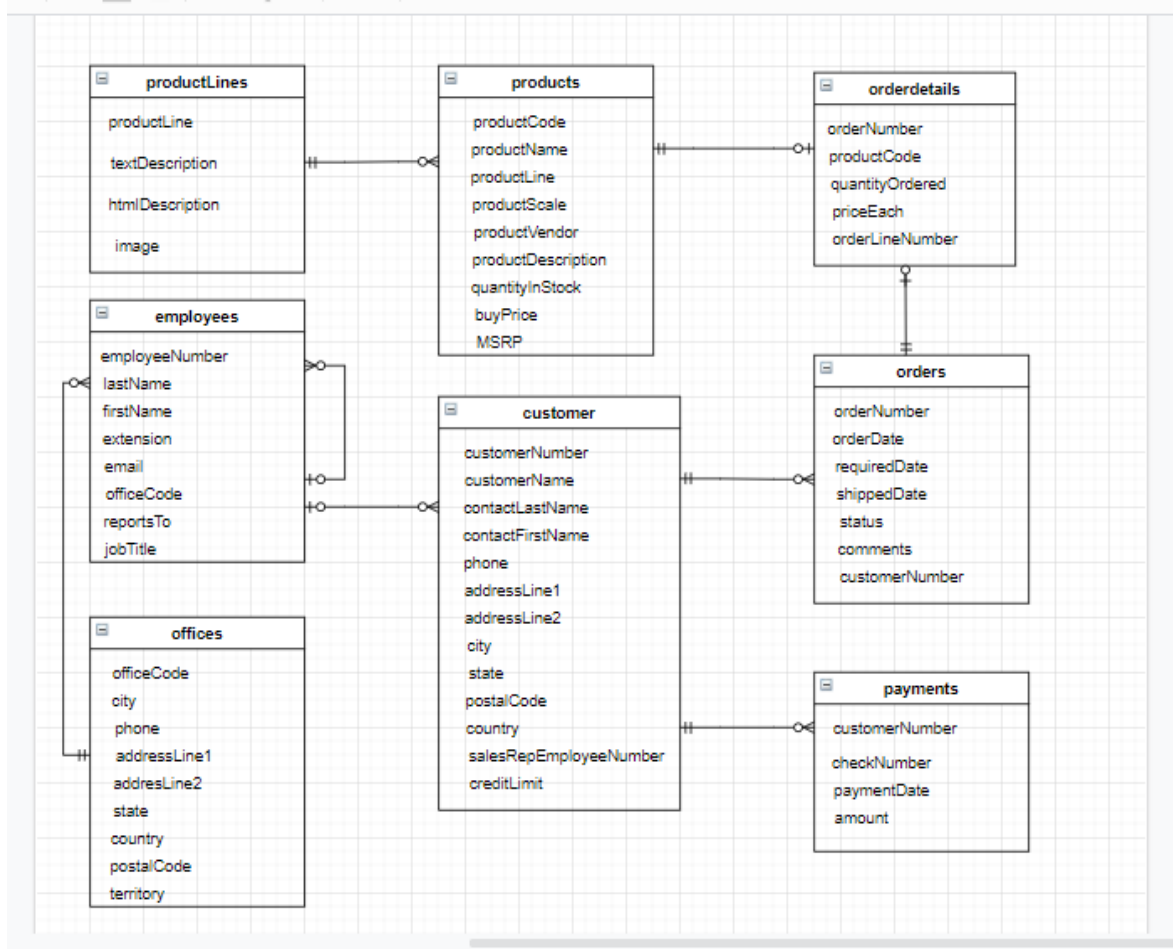 productLines
productLine
textDescription
htmlDescription
image
products
productCode
productName
productLine
productScale
productVendor
productDescription
quantityInStock
buyPrice
MSRP
orderdetails
orderNumber
productCode
quantityOrdered
priceEach
orderLineNumber
employees
employeeNumber
lastName
firstName
extension
email
officeCode
reportsTo
jobTitle
customer
customerNumber
customerName
contactLastName
contactFirstName
phone
addressLine1
addressLine2
city
state
postalCode
country
salesRepEmployeeNumber
creditLimit
orders
orderNumber
orderDate
requiredDate
shippedDate
status
comments
customerNumber
offices
officeCode
city
phone
addressLine1
addresLine2
state
country
postalCode
territory
payments
customerNumber
checkNumber
paymentDate
amount